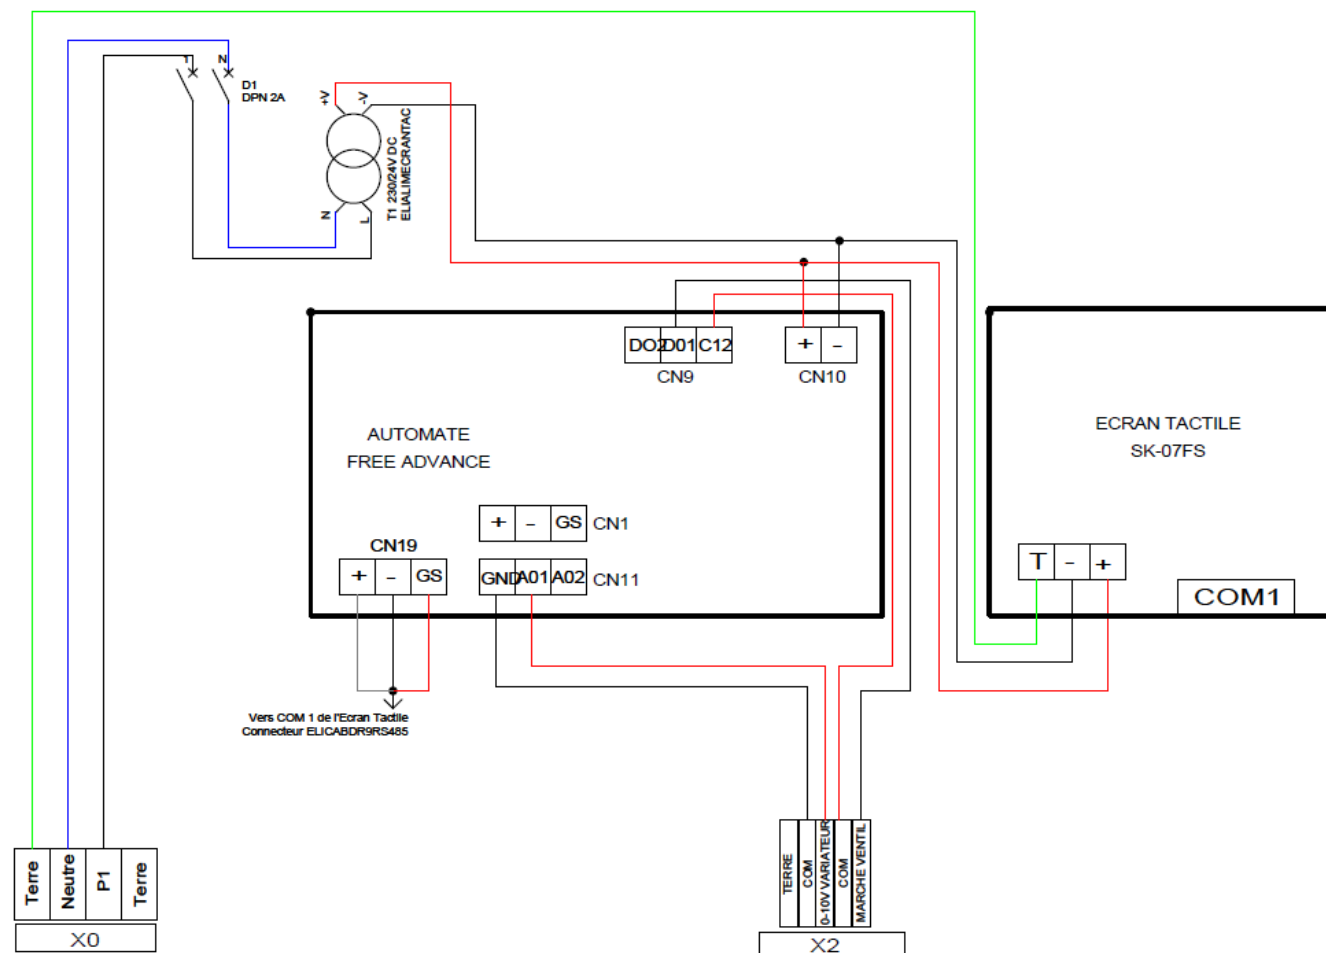 1 N
D1
DPN 2A
+V -V
T1 230/24V DC
ELIALIMECRANTAC
N L
DO2 D01 C12
CN9
+ -
CN10
AUTOMATE
FREE ADVANCE
ECRAN TACTILE
SK-07FS
+ - GS CN1
CN19
+ - GS
GND A01 A02 CN11
T - +
COM1
Vers COM 1 de l'Ecran Tactile
Connecteur ELICABDR9RS485
Terre
Neutre
P1
Terre
X0
TERRE
COM
0-10V VARIATEUR
COM
MARCHE VENTIL
X2